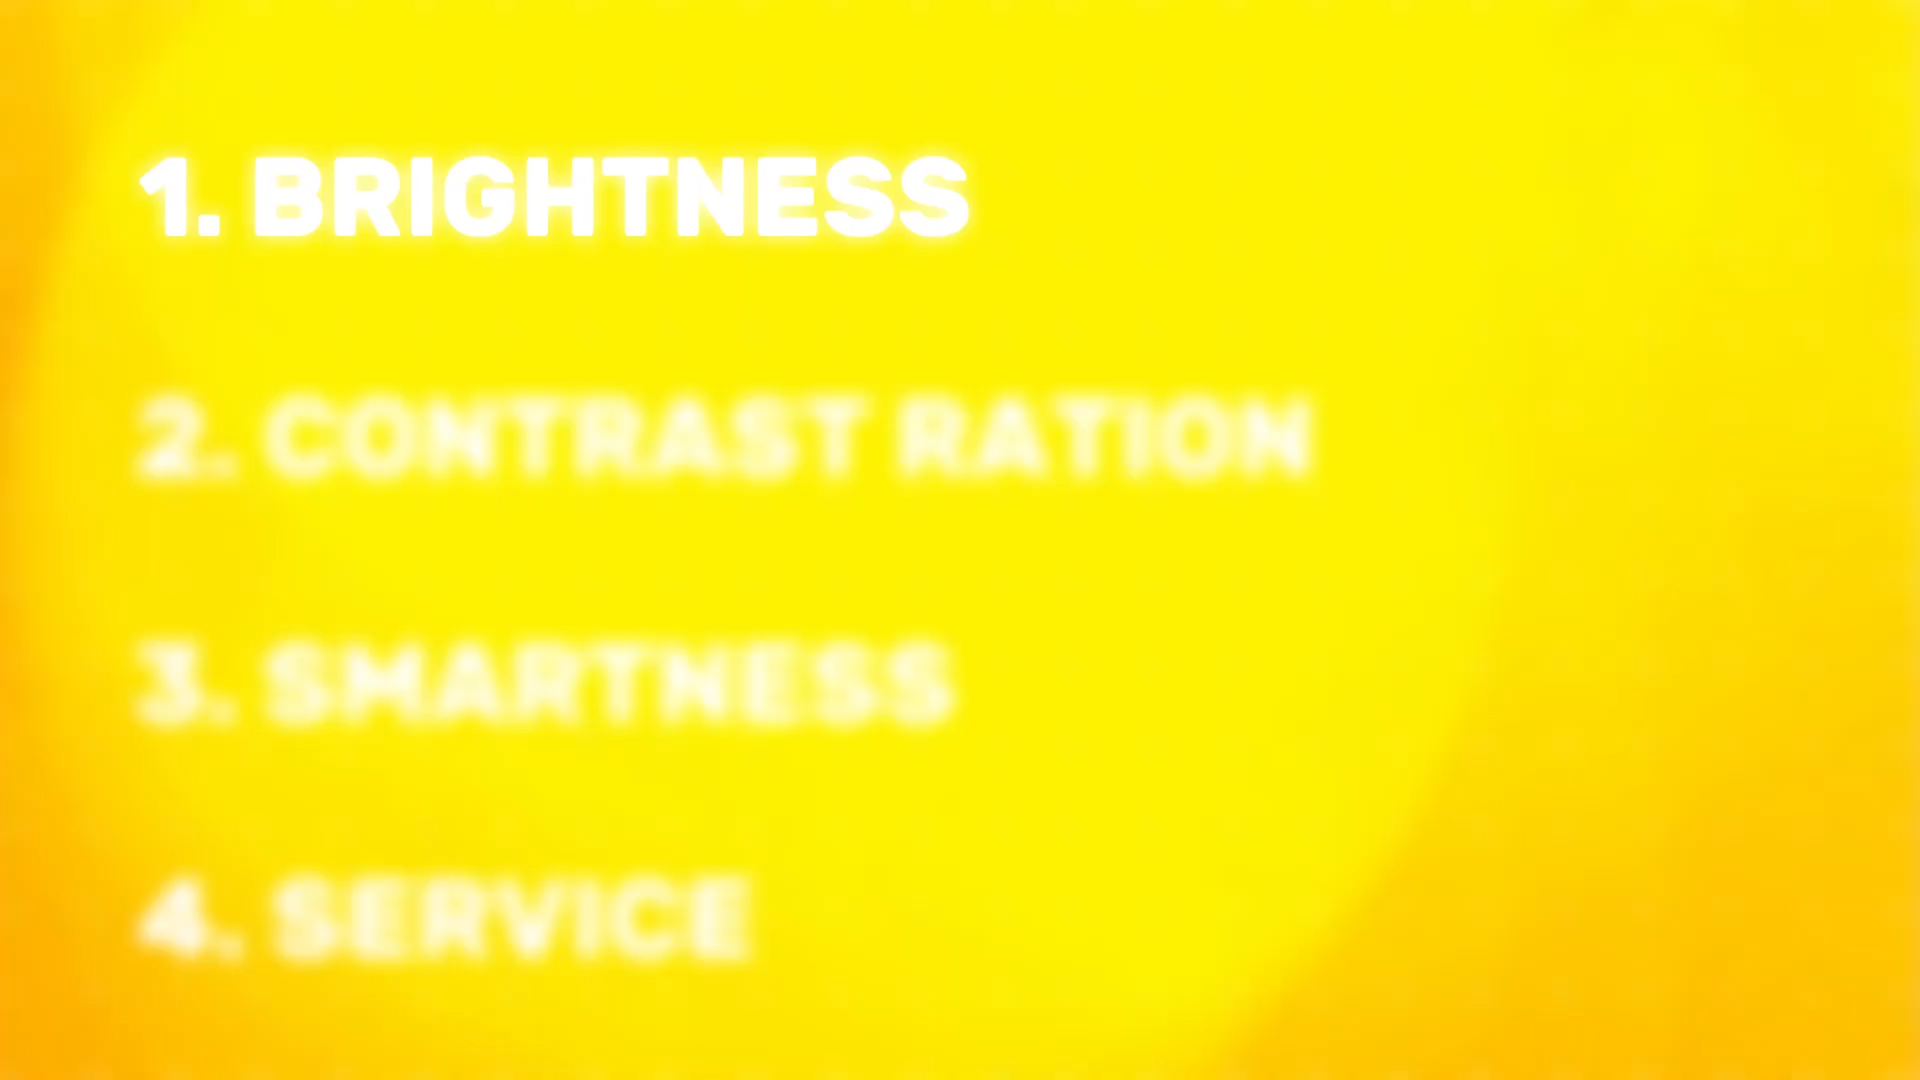 1. BRIGHTNESS
2. CONTRAST RATION
3. SMARTNESS
4. SERVICE